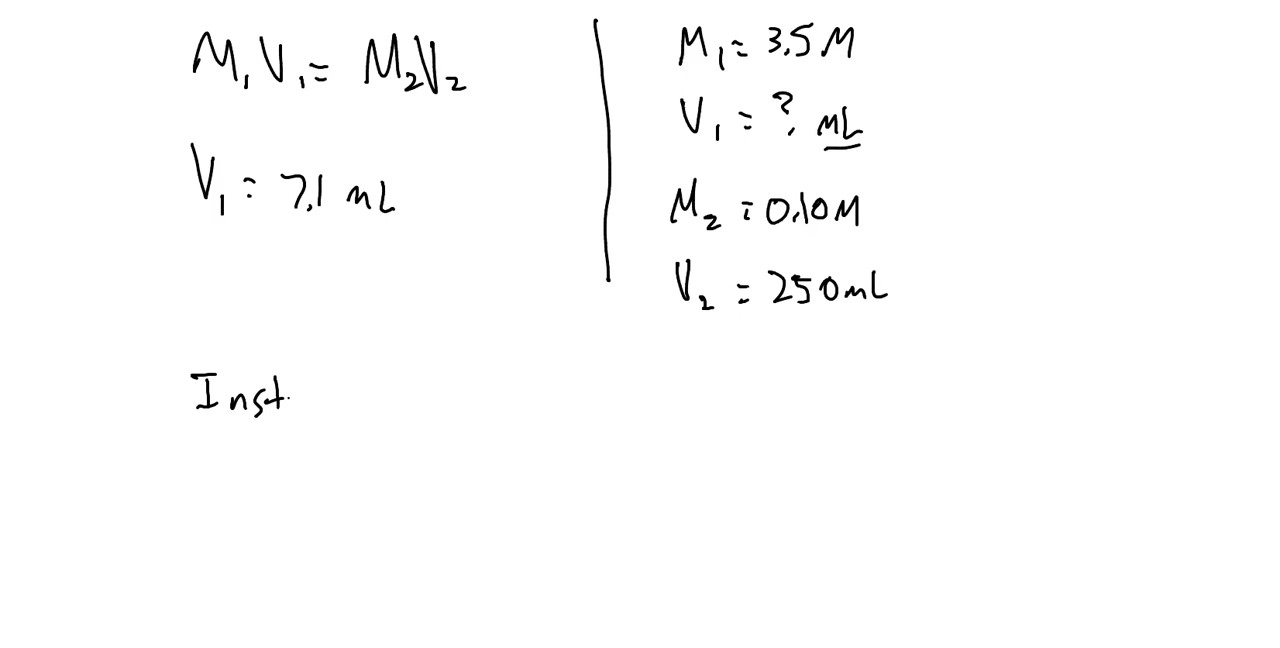 M₁V₁ = M₂V₂
V₁ = 7.1 mL
M₁ = 3.5 M
V₁ = ? mL
M₂ = 0.10 M
V₂ = 250 mL
Inst